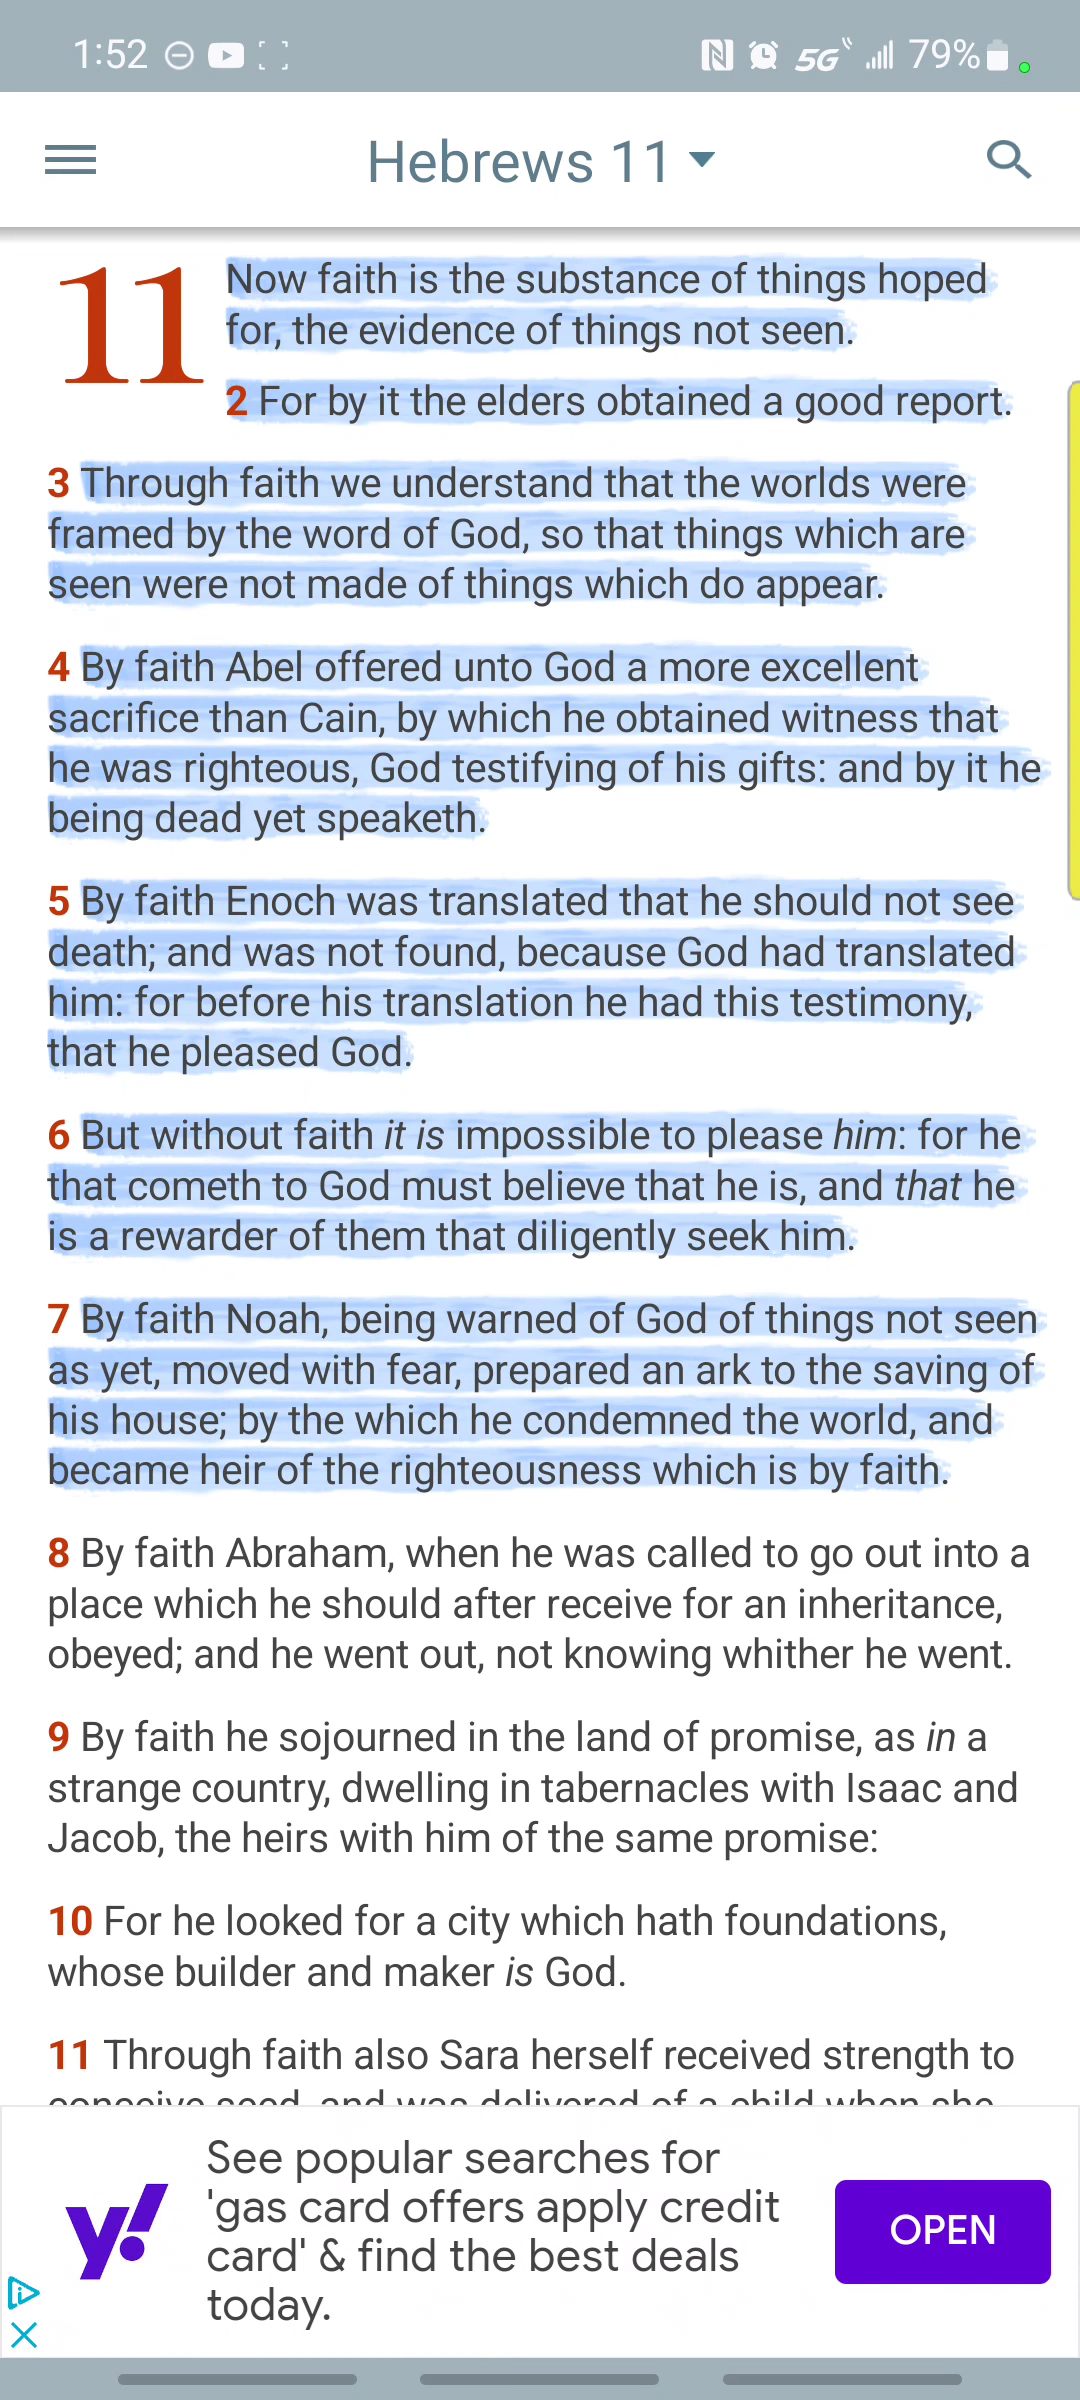 1:52
5G 79%
Hebrews 11
11 Now faith is the substance of things hoped
for, the evidence of things not seen.
2 For by it the elders obtained a good report.
3 Through faith we understand that the worlds were
framed by the word of God, so that things which are
seen were not made of things which do appear.
4 By faith Abel offered unto God a more excellent
sacrifice than Cain, by which he obtained witness that
he was righteous, God testifying of his gifts: and by it he
being dead yet speaketh.
5 By faith Enoch was translated that he should not see
death; and was not found, because God had translated
him: for before his translation he had this testimony,
that he pleased God.
6 But without faith it is impossible to please him: for he
that cometh to God must believe that he is, and that he
is a rewarder of them that diligently seek him.
7 By faith Noah, being warned of God of things not seen
as yet, moved with fear, prepared an ark to the saving of
his house; by the which he condemned the world, and
became heir of the righteousness which is by faith.
8 By faith Abraham, when he was called to go out into a
place which he should after receive for an inheritance,
obeyed; and he went out, not knowing whither he went.
9 By faith he sojourned in the land of promise, as in a
strange country, dwelling in tabernacles with Isaac and
Jacob, the heirs with him of the same promise:
10 For he looked for a city which hath foundations,
whose builder and maker is God.
11 Through faith also Sara herself received strength to
conceive seed, and was delivered of a child when she
See popular searches for
'gas card offers apply credit
card' & find the best deals
today.
y!
OPEN